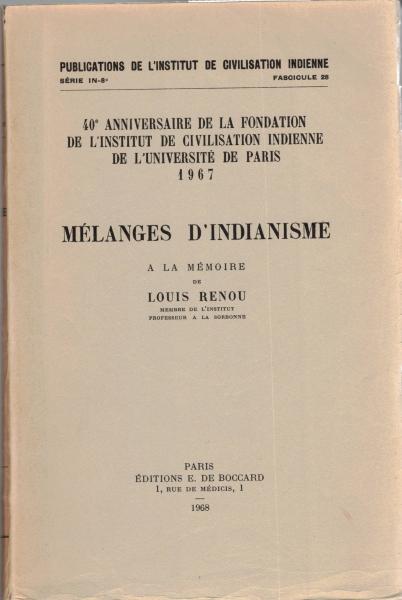 PUBLICATIONS DE L'INSTITUT DE CIVILISATION INDIENNE
SÉRIE IN-8º FASCICULE 28
40e ANNIVERSAIRE DE LA FONDATION
DE L'INSTITUT DE CIVILISATION INDIENNE
DE L'UNIVERSITÉ DE PARIS
1967
MÉLANGES D'INDIANISME
A LA MÉMOIRE
DE
LOUIS RENOU
MEMBRE DE L'INSTITUT
PROFESSEUR A LA SORBONNE
PARIS
ÉDITIONS E. DE BOCCARD
1, RUE DE MÉDICIS, 1
1968